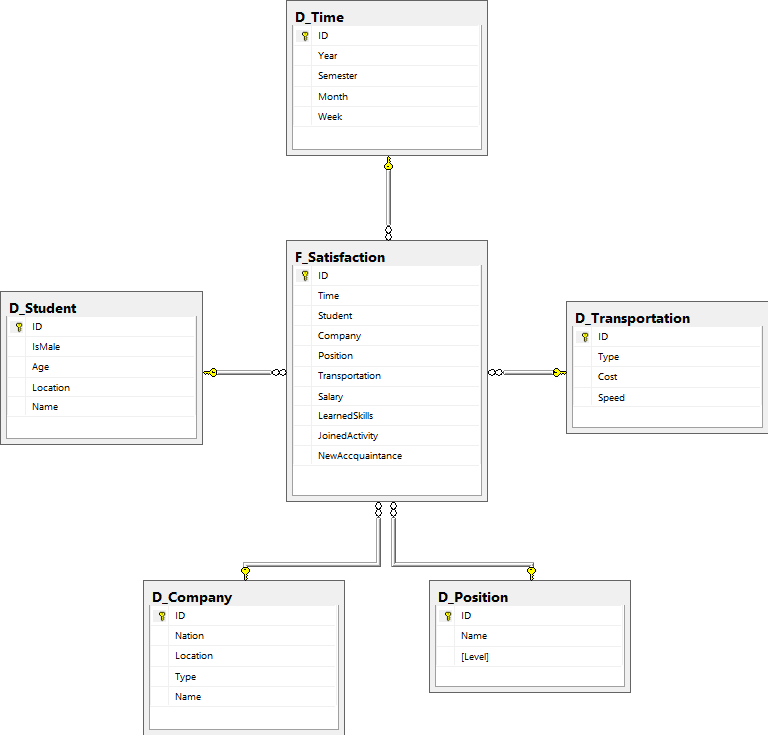 D_Time
ID
Year
Semester
Month
Week
F_Satisfaction
ID
Time
Student
Company
Position
Transportation
Salary
LearnedSkills
JoinedActivity
NewAccquaintance
D_Student
ID
IsMale
Age
Location
Name
D_Transportation
ID
Type
Cost
Speed
D_Company
ID
Nation
Location
Type
Name
D_Position
ID
Name
[Level]